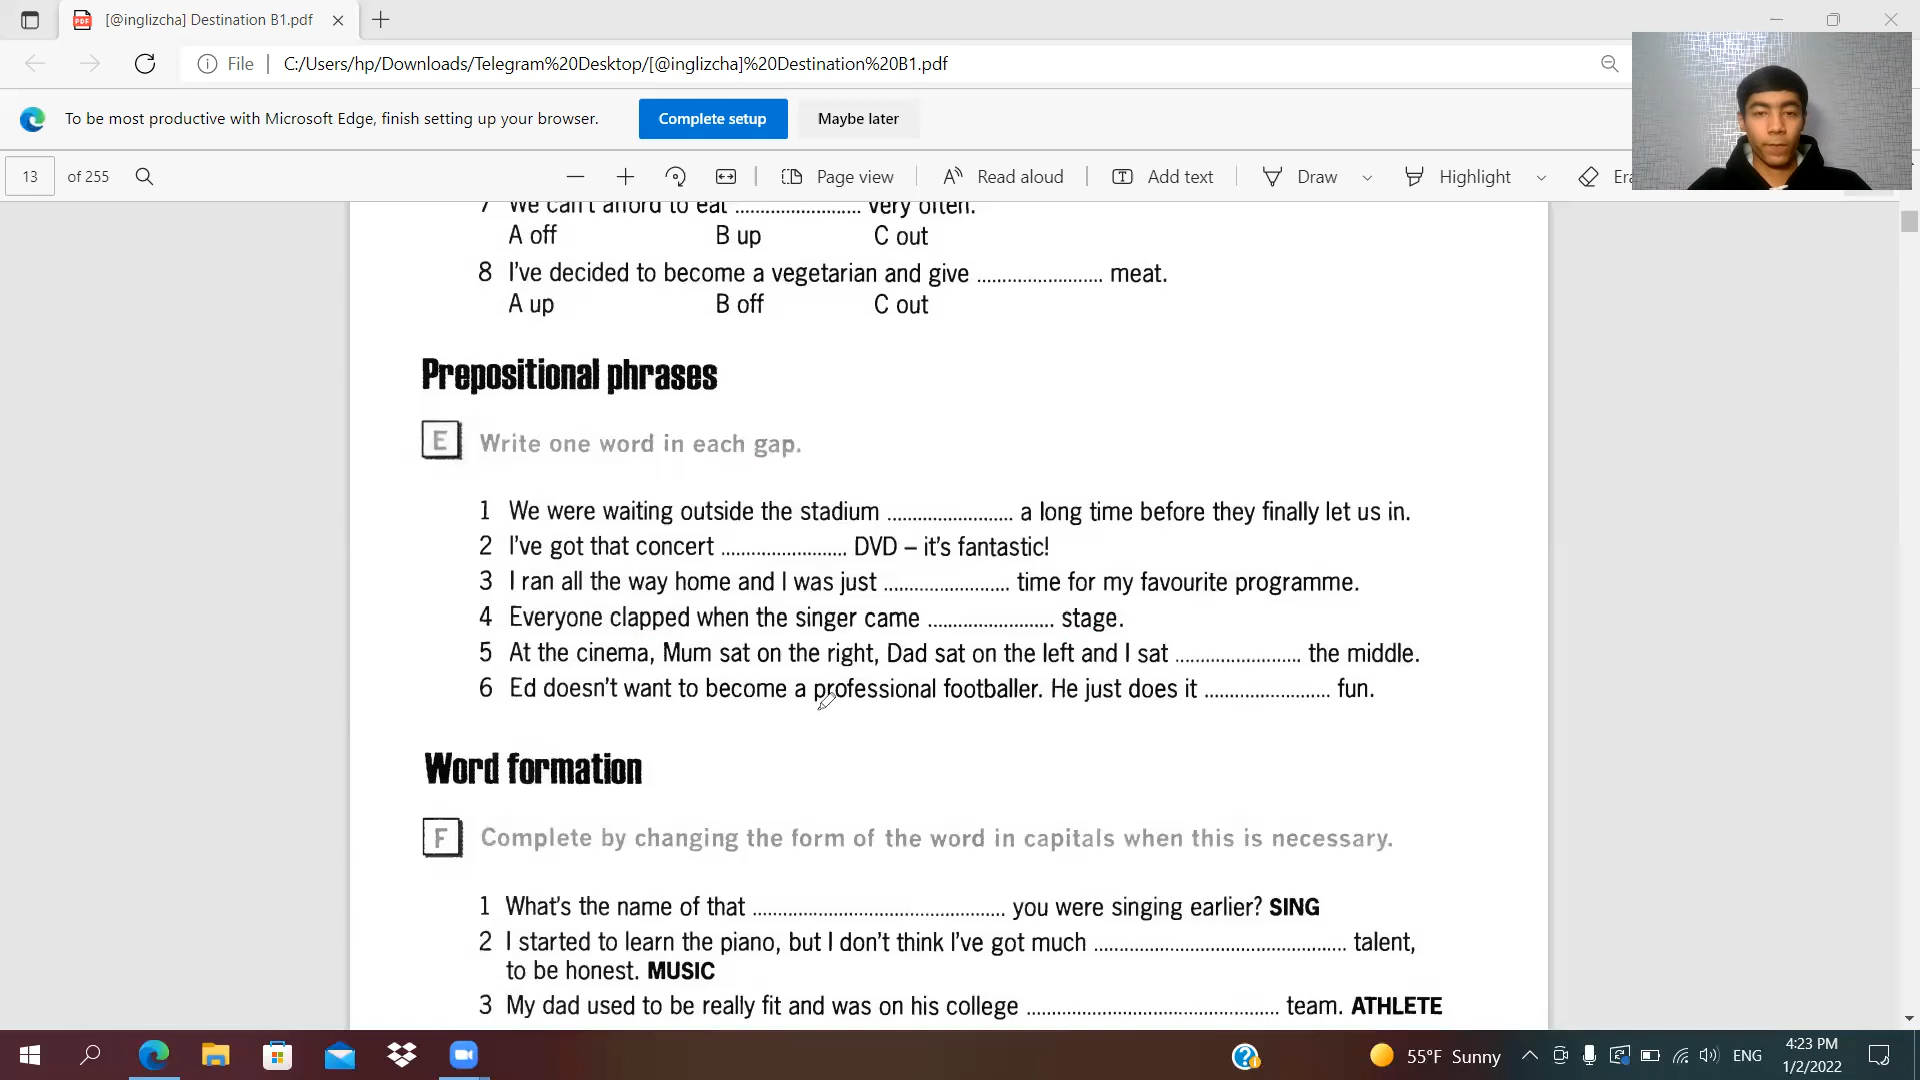 [@inglizcha] Destination B1.pdf
File
C:/Users/hp/Downloads/Telegram%20Desktop/[@inglizcha]%20Destination%20B1.pdf
To be most productive with Microsoft Edge, finish setting up your browser.
Complete setup
Maybe later
13 of 255
Page view
Read aloud
Add text
Draw
Highlight
7 We can't afford to eat ........................ very often.
A off B up C out
8 I've decided to become a vegetarian and give ........................ meat.
A up B off C out
Prepositional phrases
E Write one word in each gap.
1 We were waiting outside the stadium ........................ a long time before they finally let us in.
2 I've got that concert ........................ DVD – it's fantastic!
3 I ran all the way home and I was just ........................ time for my favourite programme.
4 Everyone clapped when the singer came ........................ stage.
5 At the cinema, Mum sat on the right, Dad sat on the left and I sat ........................ the middle.
6 Ed doesn't want to become a professional footballer. He just does it ........................ fun.
Word formation
F Complete by changing the form of the word in capitals when this is necessary.
1 What's the name of that ................................................ you were singing earlier? SING
2 I started to learn the piano, but I don't think I've got much ................................................ talent,
to be honest. MUSIC
3 My dad used to be really fit and was on his college ................................................ team. ATHLETE
55°F Sunny
ENG
4:23 PM
1/2/2022